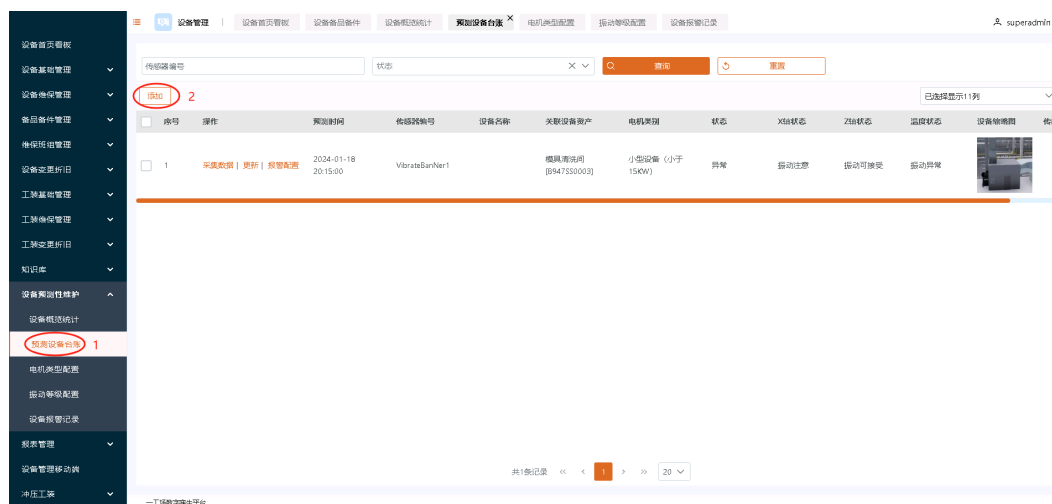 设备管理 设备首页看板 设备备品备件 设备概览统计 预测设备台账 × 电机类型配置 振动等级配置 设备报警记录 superadmin
设备首页看板
设备基础管理
设备维保管理
备品备件管理
维保班组管理
设备变更折旧
工装基础管理
工装维保管理
工装变更折旧
知识库
设备预测性维护
设备概览统计
预测设备台账 1
电机类型配置
振动等级配置
设备报警记录
报表管理
设备管理移动端
冲压工装
传感器编号 状态 查询 重置
添加 2 已选择显示11列
序号 操作 预测时间 传感器编号 设备名称 关联设备资产 电机类别 状态 X轴状态 Z轴状态 温度状态 设备缩略图 传
1 采集数据 | 更新 | 报警配置 2024-01-18 20:15:00 VibrateBanNer1 模具清洗间 [B947SS0003] 小型设备（小于 15KW） 异常 振动注意 振动可接受 振动异常
共1条记录 << < 1 > >> 20
一工场数字孪生平台